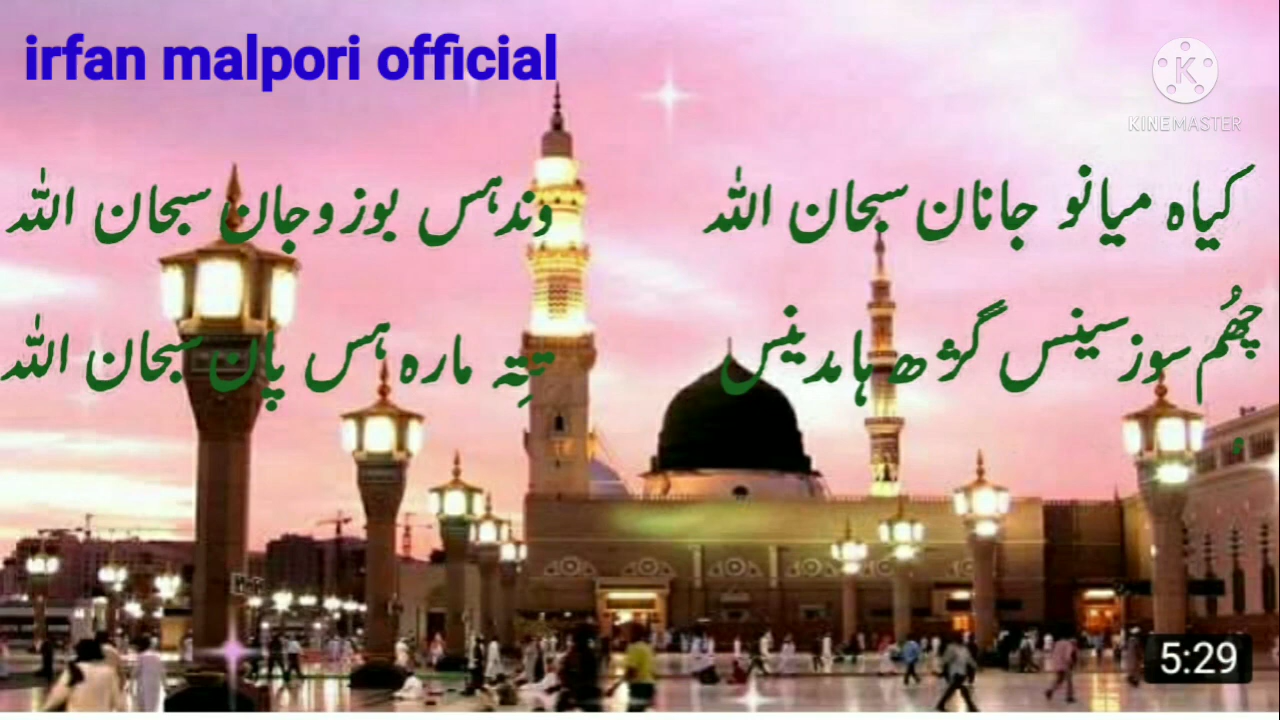 irfan malpori official
KINEMASTER
کیاہ میانو جانان سبحان اللہ وندہس بوزوجان سبحان اللہ
چھُم سوز سینس گژھ ہا مدینس تِتہ مارہ ہس پان سبحان اللہ
5:29